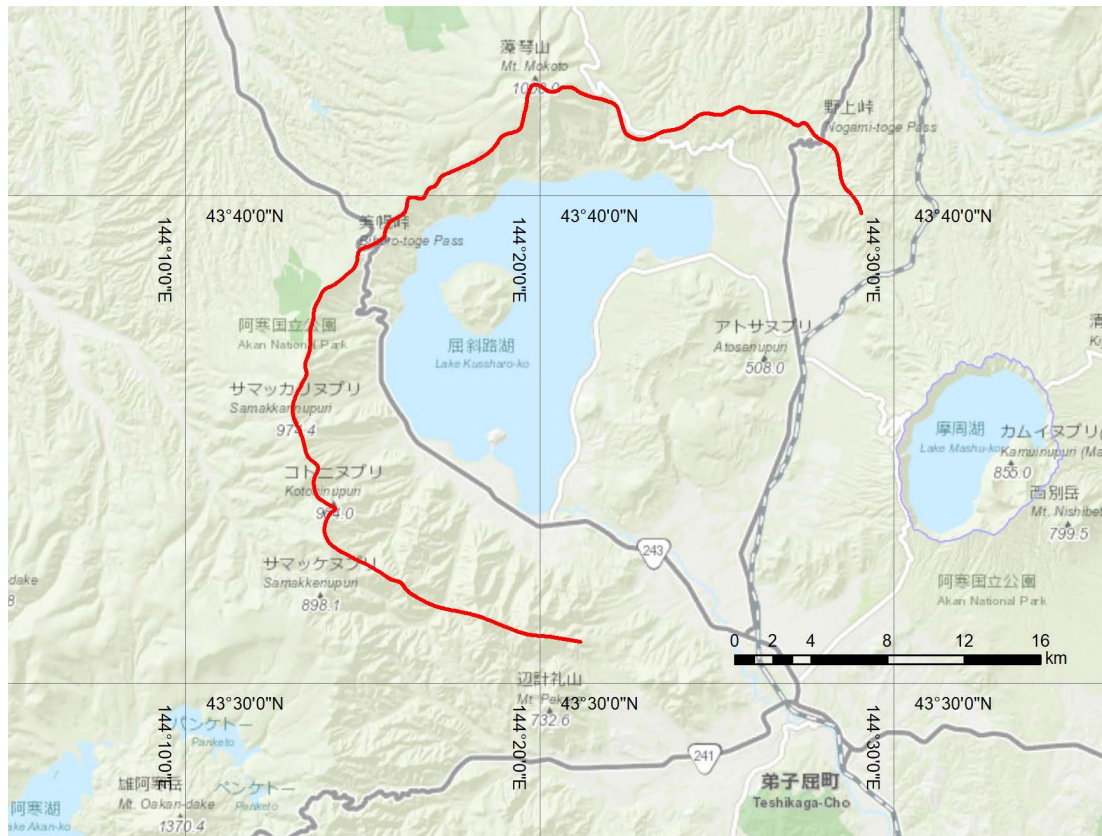 藻琴山
Mt. Mokoto
野上峠
Nogami-toge Pass
43°40'0"N
43°40'0"N
43°40'0"N
144°10'0"E
144°20'0"E
144°30'0"E
美幌峠
Bihoro-toge Pass
阿寒国立公園
Akan National Park
屈斜路湖
Lake Kussharo-ko
アトサヌプリ
Atosanupuri
508.0
サマッカリヌプリ
Samakkarinupuri
974.4
摩周湖
Lake Mashu-ko
カムイヌプリ(
Kamuinupuri (Ma
855.0
コトニヌプリ
Kotoninupuri
西別岳
Mt. Nishibet
799.5
243
サマッケヌプリ
Samakkenupuri
898.1
dake
8
阿寒国立公園
Akan National Park
0 2 4 8 12 16
km
辺計礼山
732.6
43°30'0"N
43°30'0"N
43°30'0"N
144°10'0"E
144°20'0"E
144°30'0"E
パンケトー
Panketo
ペンケトー
241
雄阿寒岳
Mt. Oakan-dake
1370.4
阿寒湖
Lake Akan-ko
弟子屈町
Teshikaga-Cho